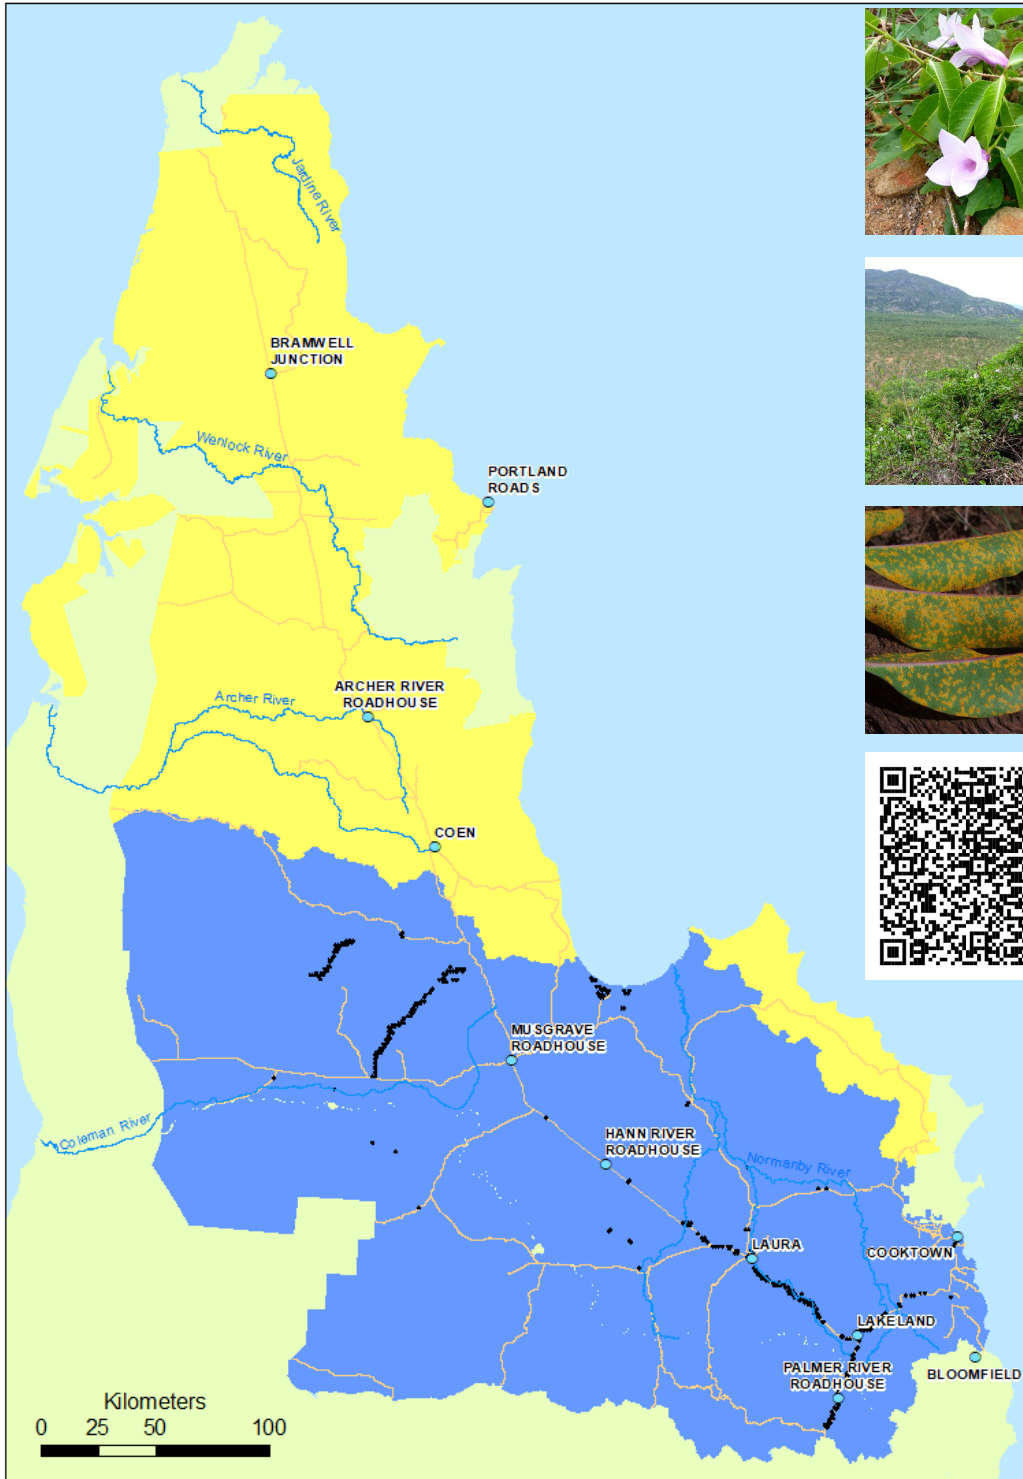 Jardine River
BRAMWELL
JUNCTION
Wenlock River
PORTLAND
ROADS
ARCHER RIVER
ROADHOUSE
Archer River
COEN
MUSGRAVE
ROADHOUSE
Coleman River
HANN RIVER
ROADHOUSE
Normanby River
LAURA
COOKTOWN
LAKELAND
PALMER RIVER
ROADHOUSE
BLOOMFIELD
Kilometers
0 25 50 100